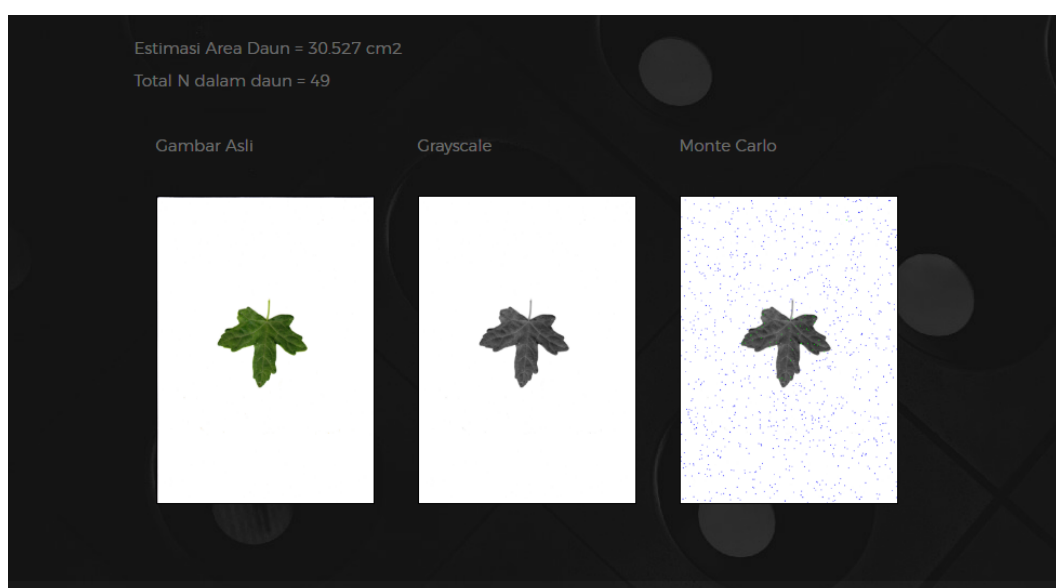 Estimasi Area Daun = 30.527 cm2
Total N dalam daun = 49
Gambar Asli
Grayscale
Monte Carlo